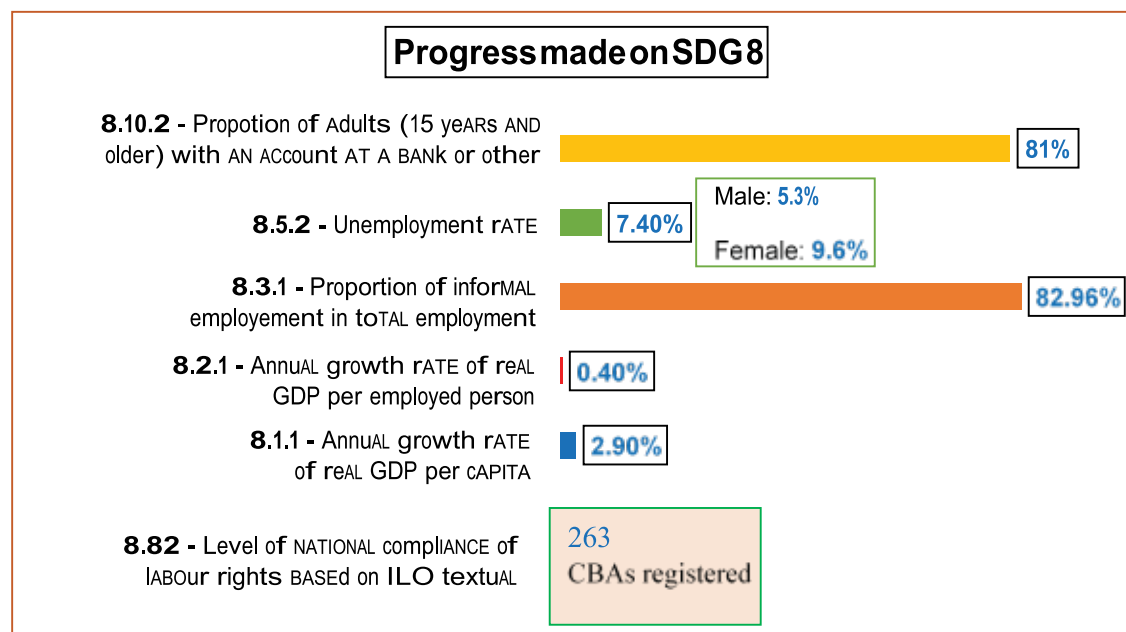 Progress made on SDG 8
8.10.2 - Propotion of Adults (15 yeARs AND
older) with AN ACcount AT A BANk or other
81%
8.5.2 - Unemployment rATE
7.40%
Male: 5.3%
Female: 9.6%
8.3.1 - Proportion of inforMAL
employement in toTAL employment
82.96%
8.2.1 - AnnuAL growth rATE of reAL
GDP per employed person
0.40%
8.1.1 - AnnuAL growth rATE
of reAL GDP per cAPITA
2.90%
8.82 - Level of NATIONAL compliANCE of
lABOur rights BASEd on ILO textuAL
263
CBAs registered